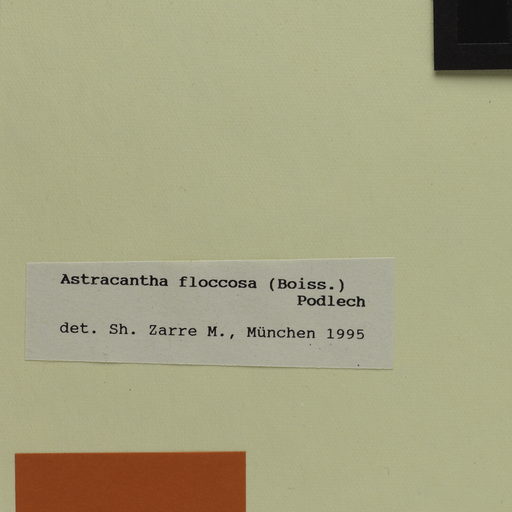 Astracantha floccosa (Boiss.)
Podlech
det. Sh. Zarre M., München 1995